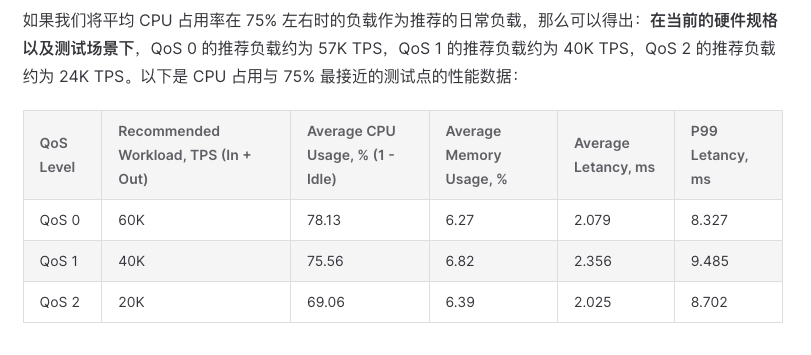 如果我们将平均 CPU 占用率在 75% 左右时的负载作为推荐的日常负载，那么可以得出：在当前的硬件规格
以及测试场景下，QoS 0 的推荐负载约为 57K TPS，QoS 1 的推荐负载约为 40K TPS，QoS 2 的推荐负载
约为 24K TPS。以下是 CPU 占用与 75% 最接近的测试点的性能数据：
QoS Level | Recommended Workload, TPS (In + Out) | Average CPU Usage, % (1 - Idle) | Average Memory Usage, % | Average Letancy, ms | P99 Letancy, ms
QoS 0 | 60K | 78.13 | 6.27 | 2.079 | 8.327
QoS 1 | 40K | 75.56 | 6.82 | 2.356 | 9.485
QoS 2 | 20K | 69.06 | 6.39 | 2.025 | 8.702